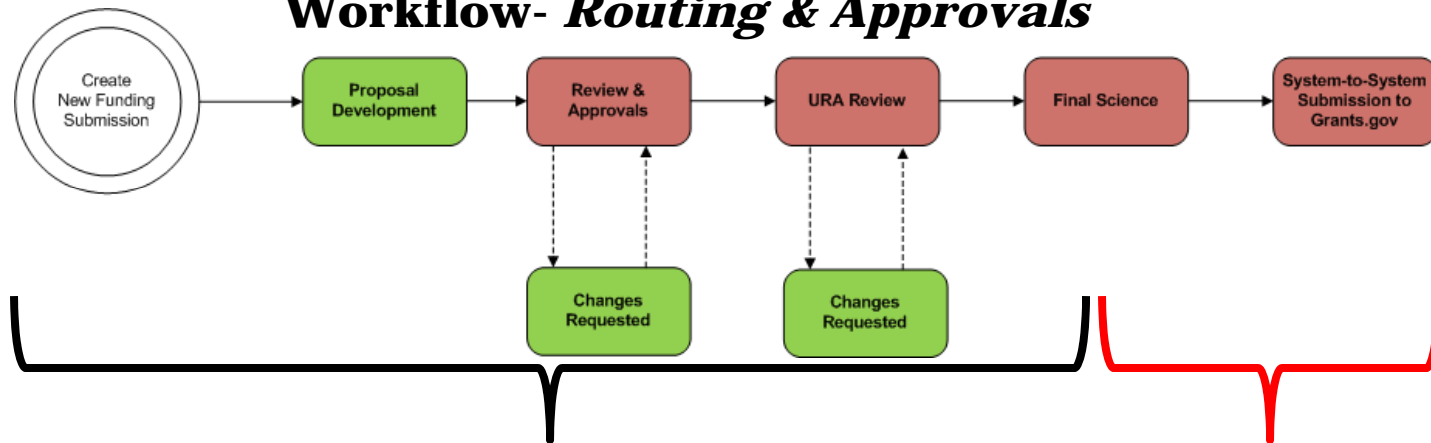 Workflow- Routing & Approvals
Create
New Funding
Submission
Proposal
Development
Review &
Approvals
URA Review
Final Science
System-to-System
Submission to
Grants.gov
Changes
Requested
Changes
Requested